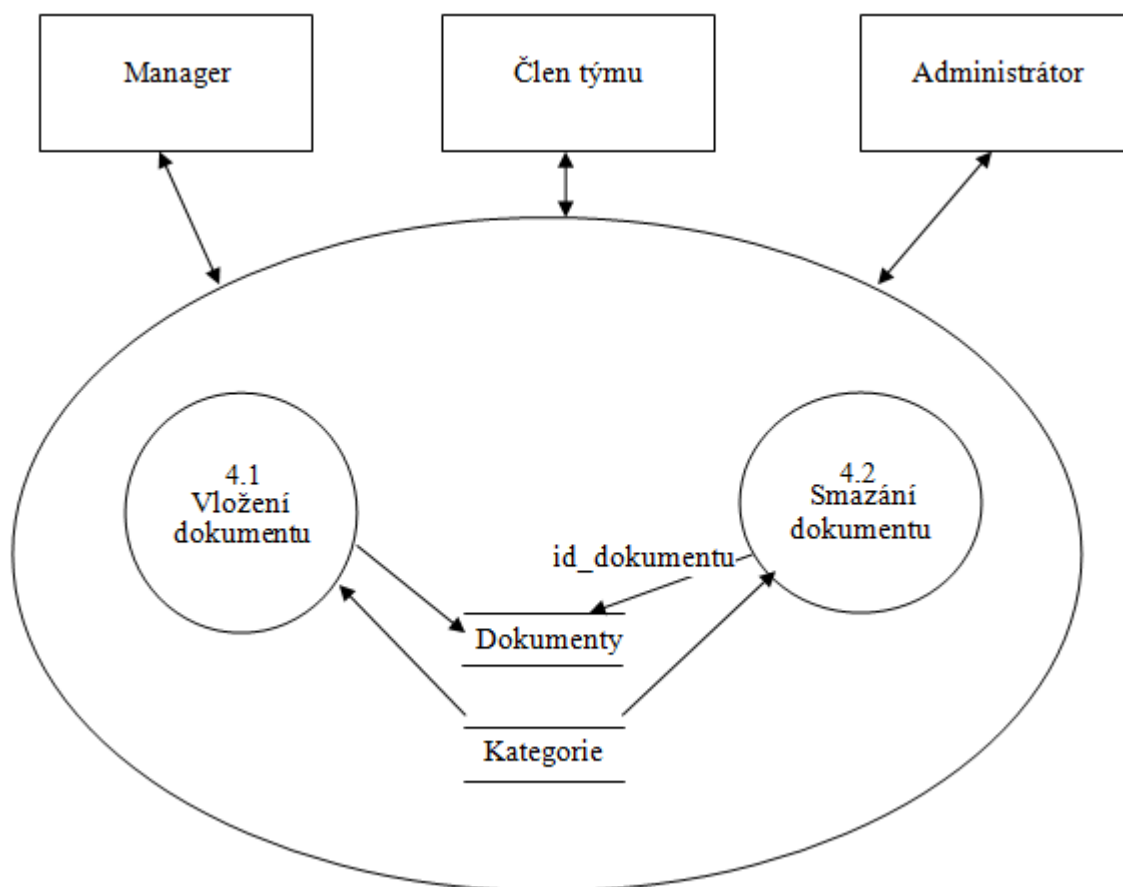 Manager
Člen týmu
Administrátor
4.1
Vložení
dokumentu
4.2
Smazání
dokumentu
id_dokumentu
Dokumenty
Kategorie